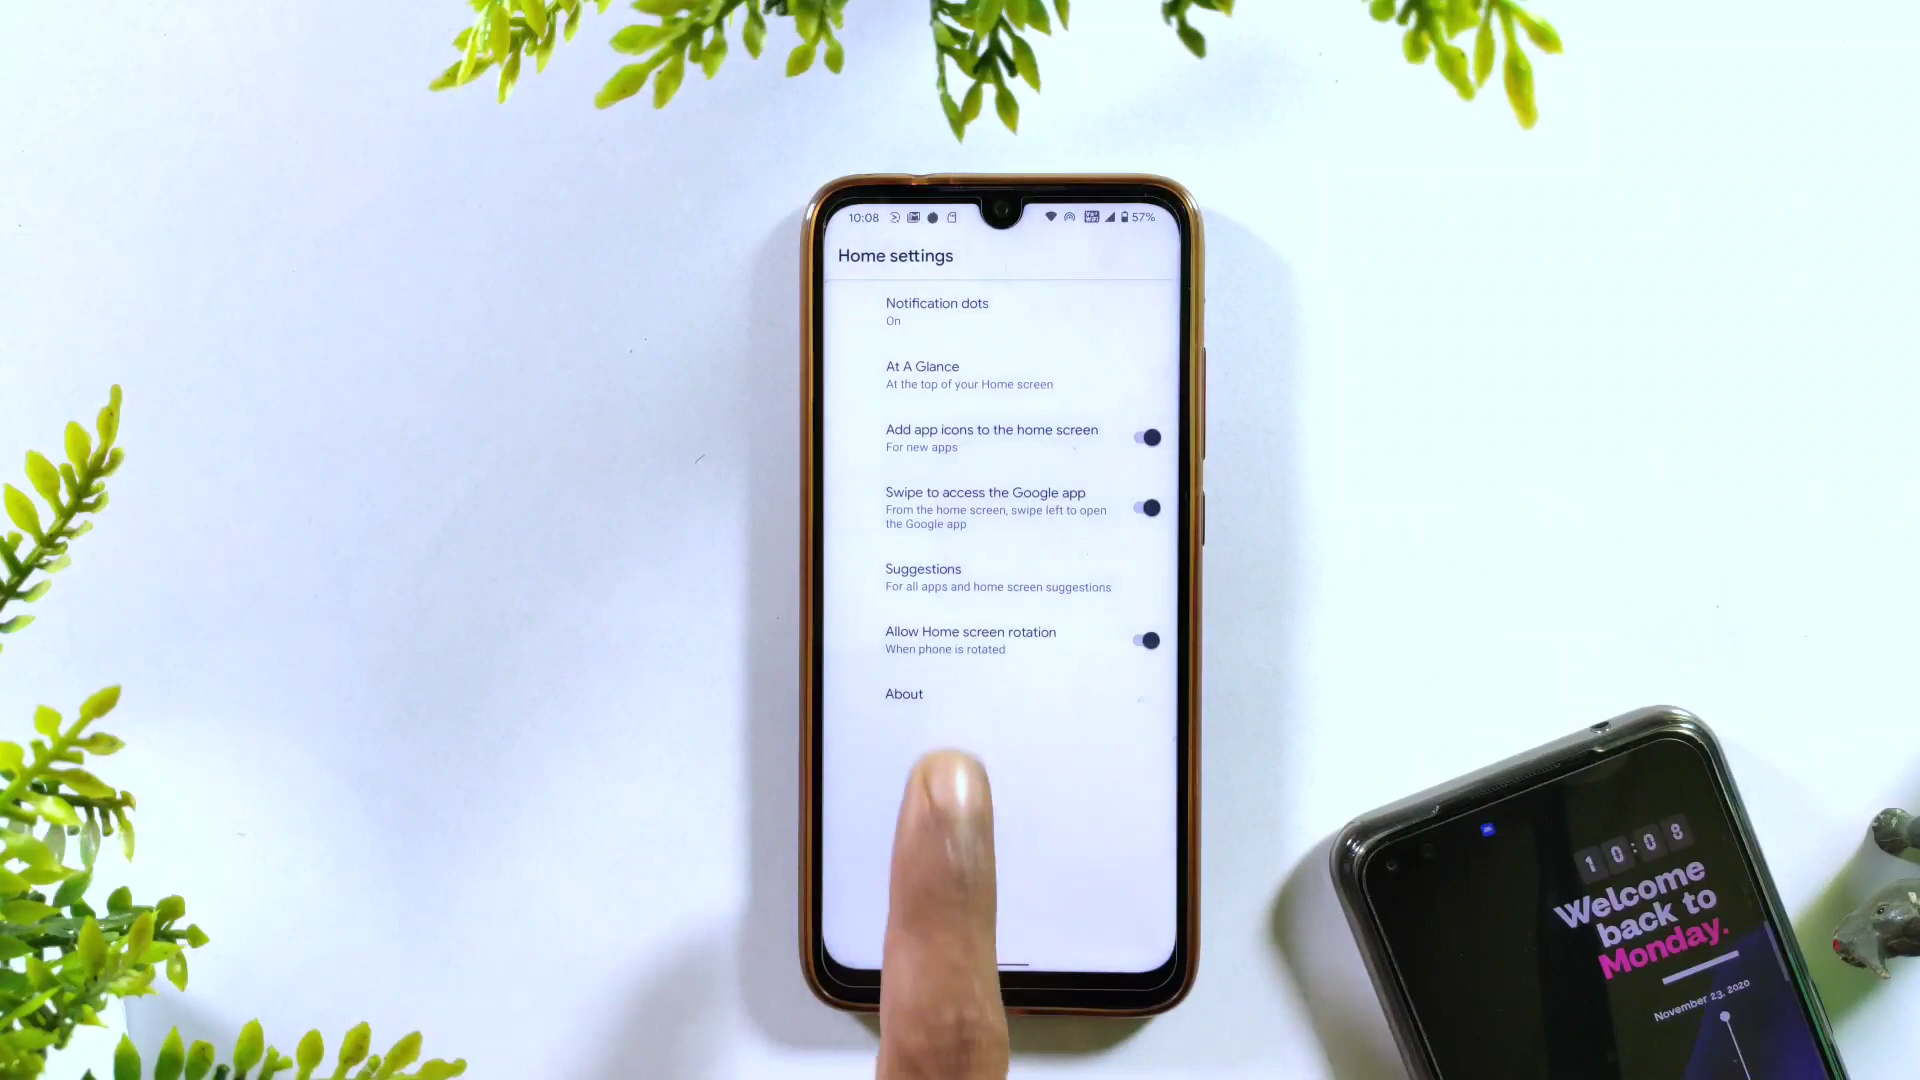 10:08
57%
Home settings
Notification dots
On
At A Glance
At the top of your Home screen
Add app icons to the home screen
For new apps
Swipe to access the Google app
From the home screen, swipe left to open
the Google app
Suggestions
For all apps and home screen suggestions
Allow Home screen rotation
When phone is rotated
About
10:08
Welcome
back to
Monday.
November 23, 2020